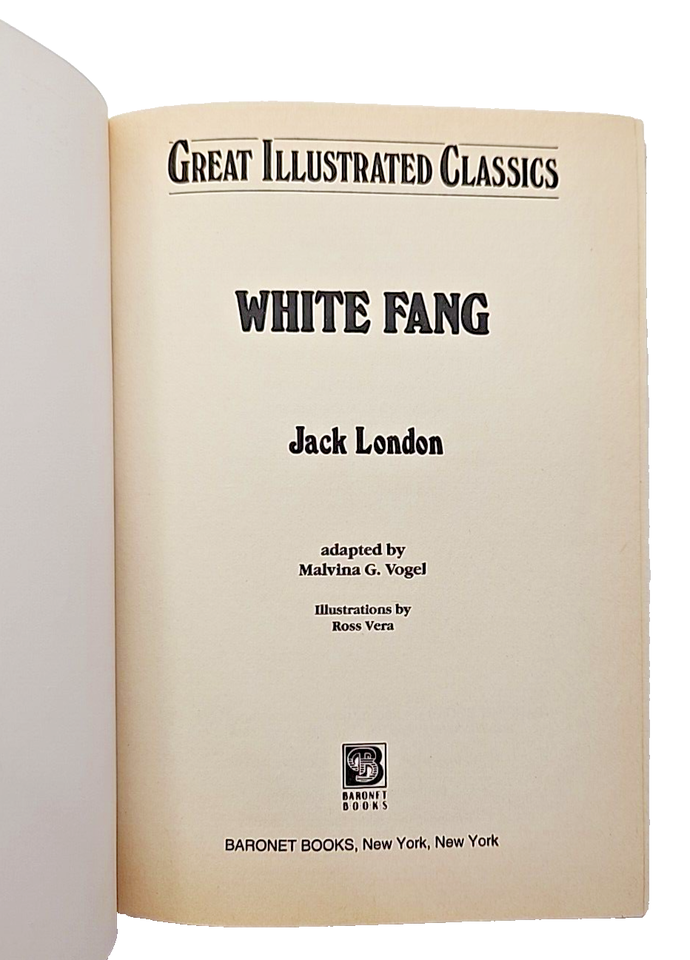 GREAT ILLUSTRATED CLASSICS
WHITE FANG
Jack London
adapted by
Malvina G. Vogel
Illustrations by
Ross Vera
B
BARONET
BOOKS
BARONET BOOKS, New York, New York